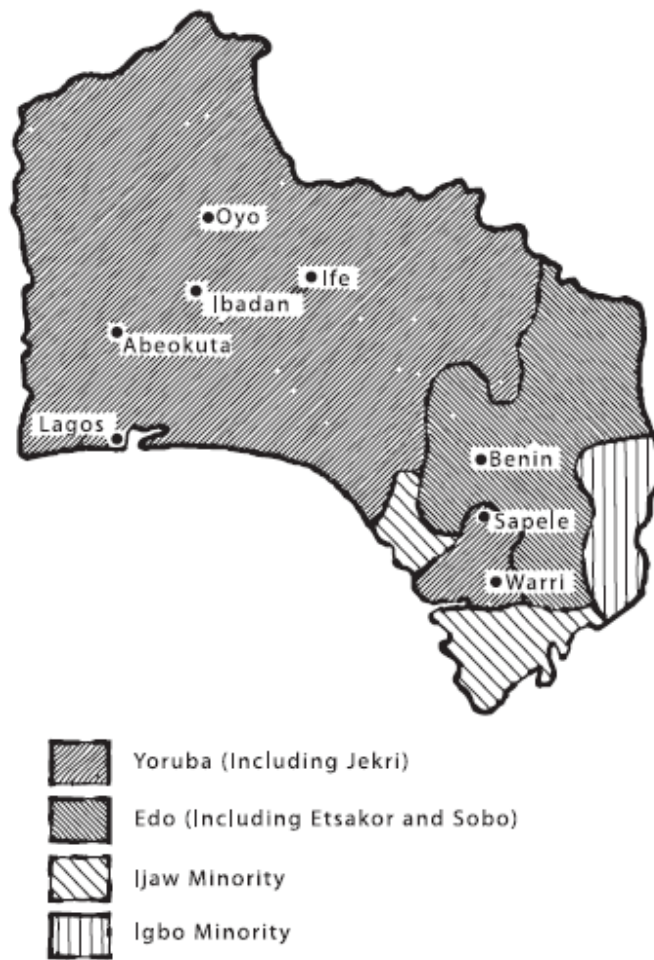 Oyo
Ife
Ibadan
Abeokuta
Lagos
Benin
Sapele
Warri
Yoruba (Including Jekri)
Edo (Including Etsakor and Sobo)
Ijaw Minority
Igbo Minority